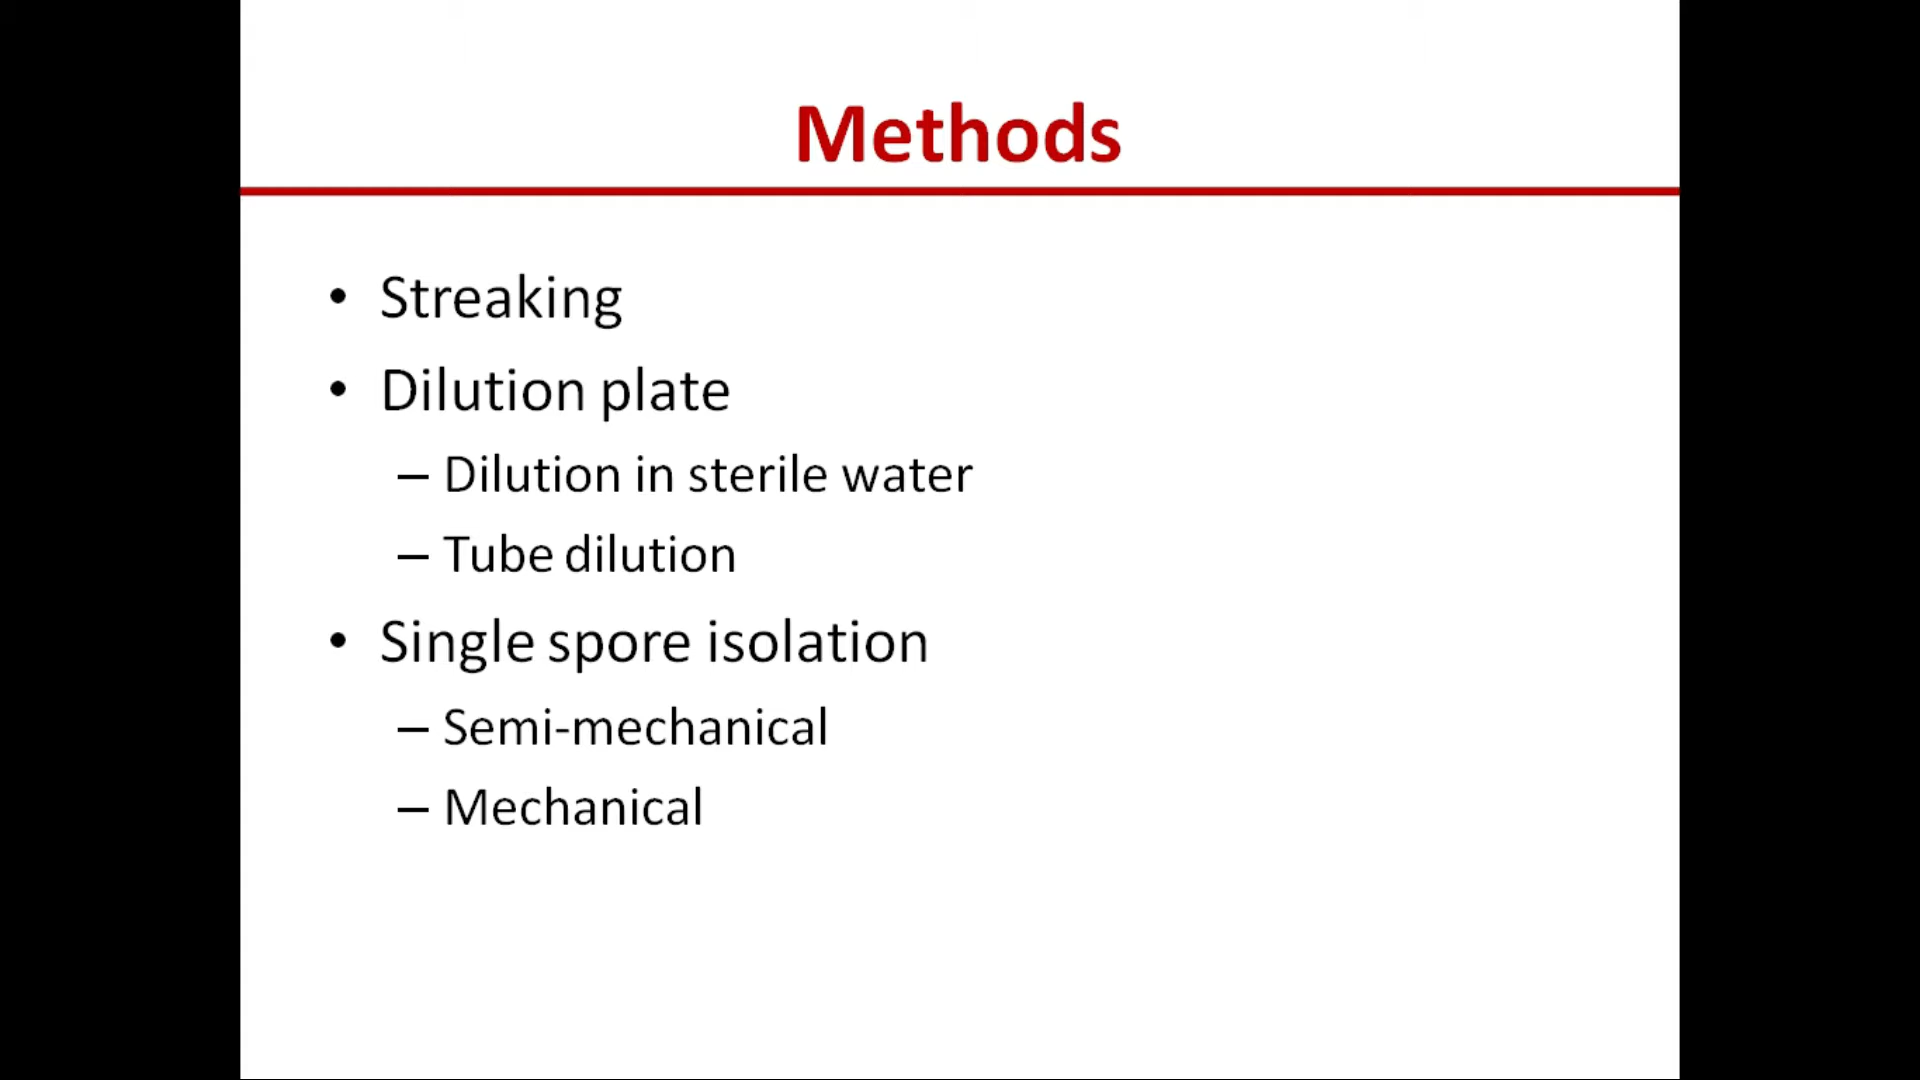 Methods
• Streaking
• Dilution plate
– Dilution in sterile water
– Tube dilution
• Single spore isolation
– Semi-mechanical
– Mechanical